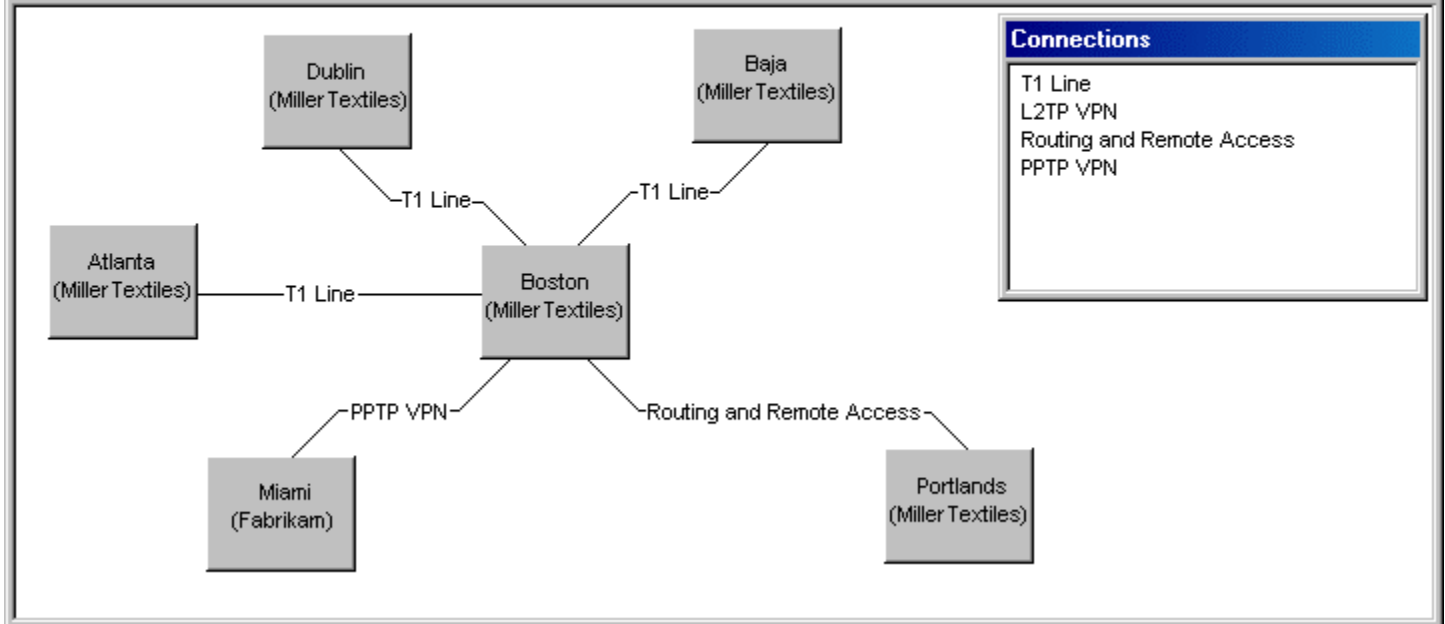 Dublin
(Miller Textiles)
Baja
(Miller Textiles)
Connections
T1 Line
L2TP VPN
Routing and Remote Access
PPTP VPN
T1 Line
T1 Line
Atlanta
(Miller Textiles)
T1 Line
Boston
(Miller Textiles)
PPTP VPN
Routing and Remote Access
Miami
(Fabrikam)
Portlands
(Miller Textiles)